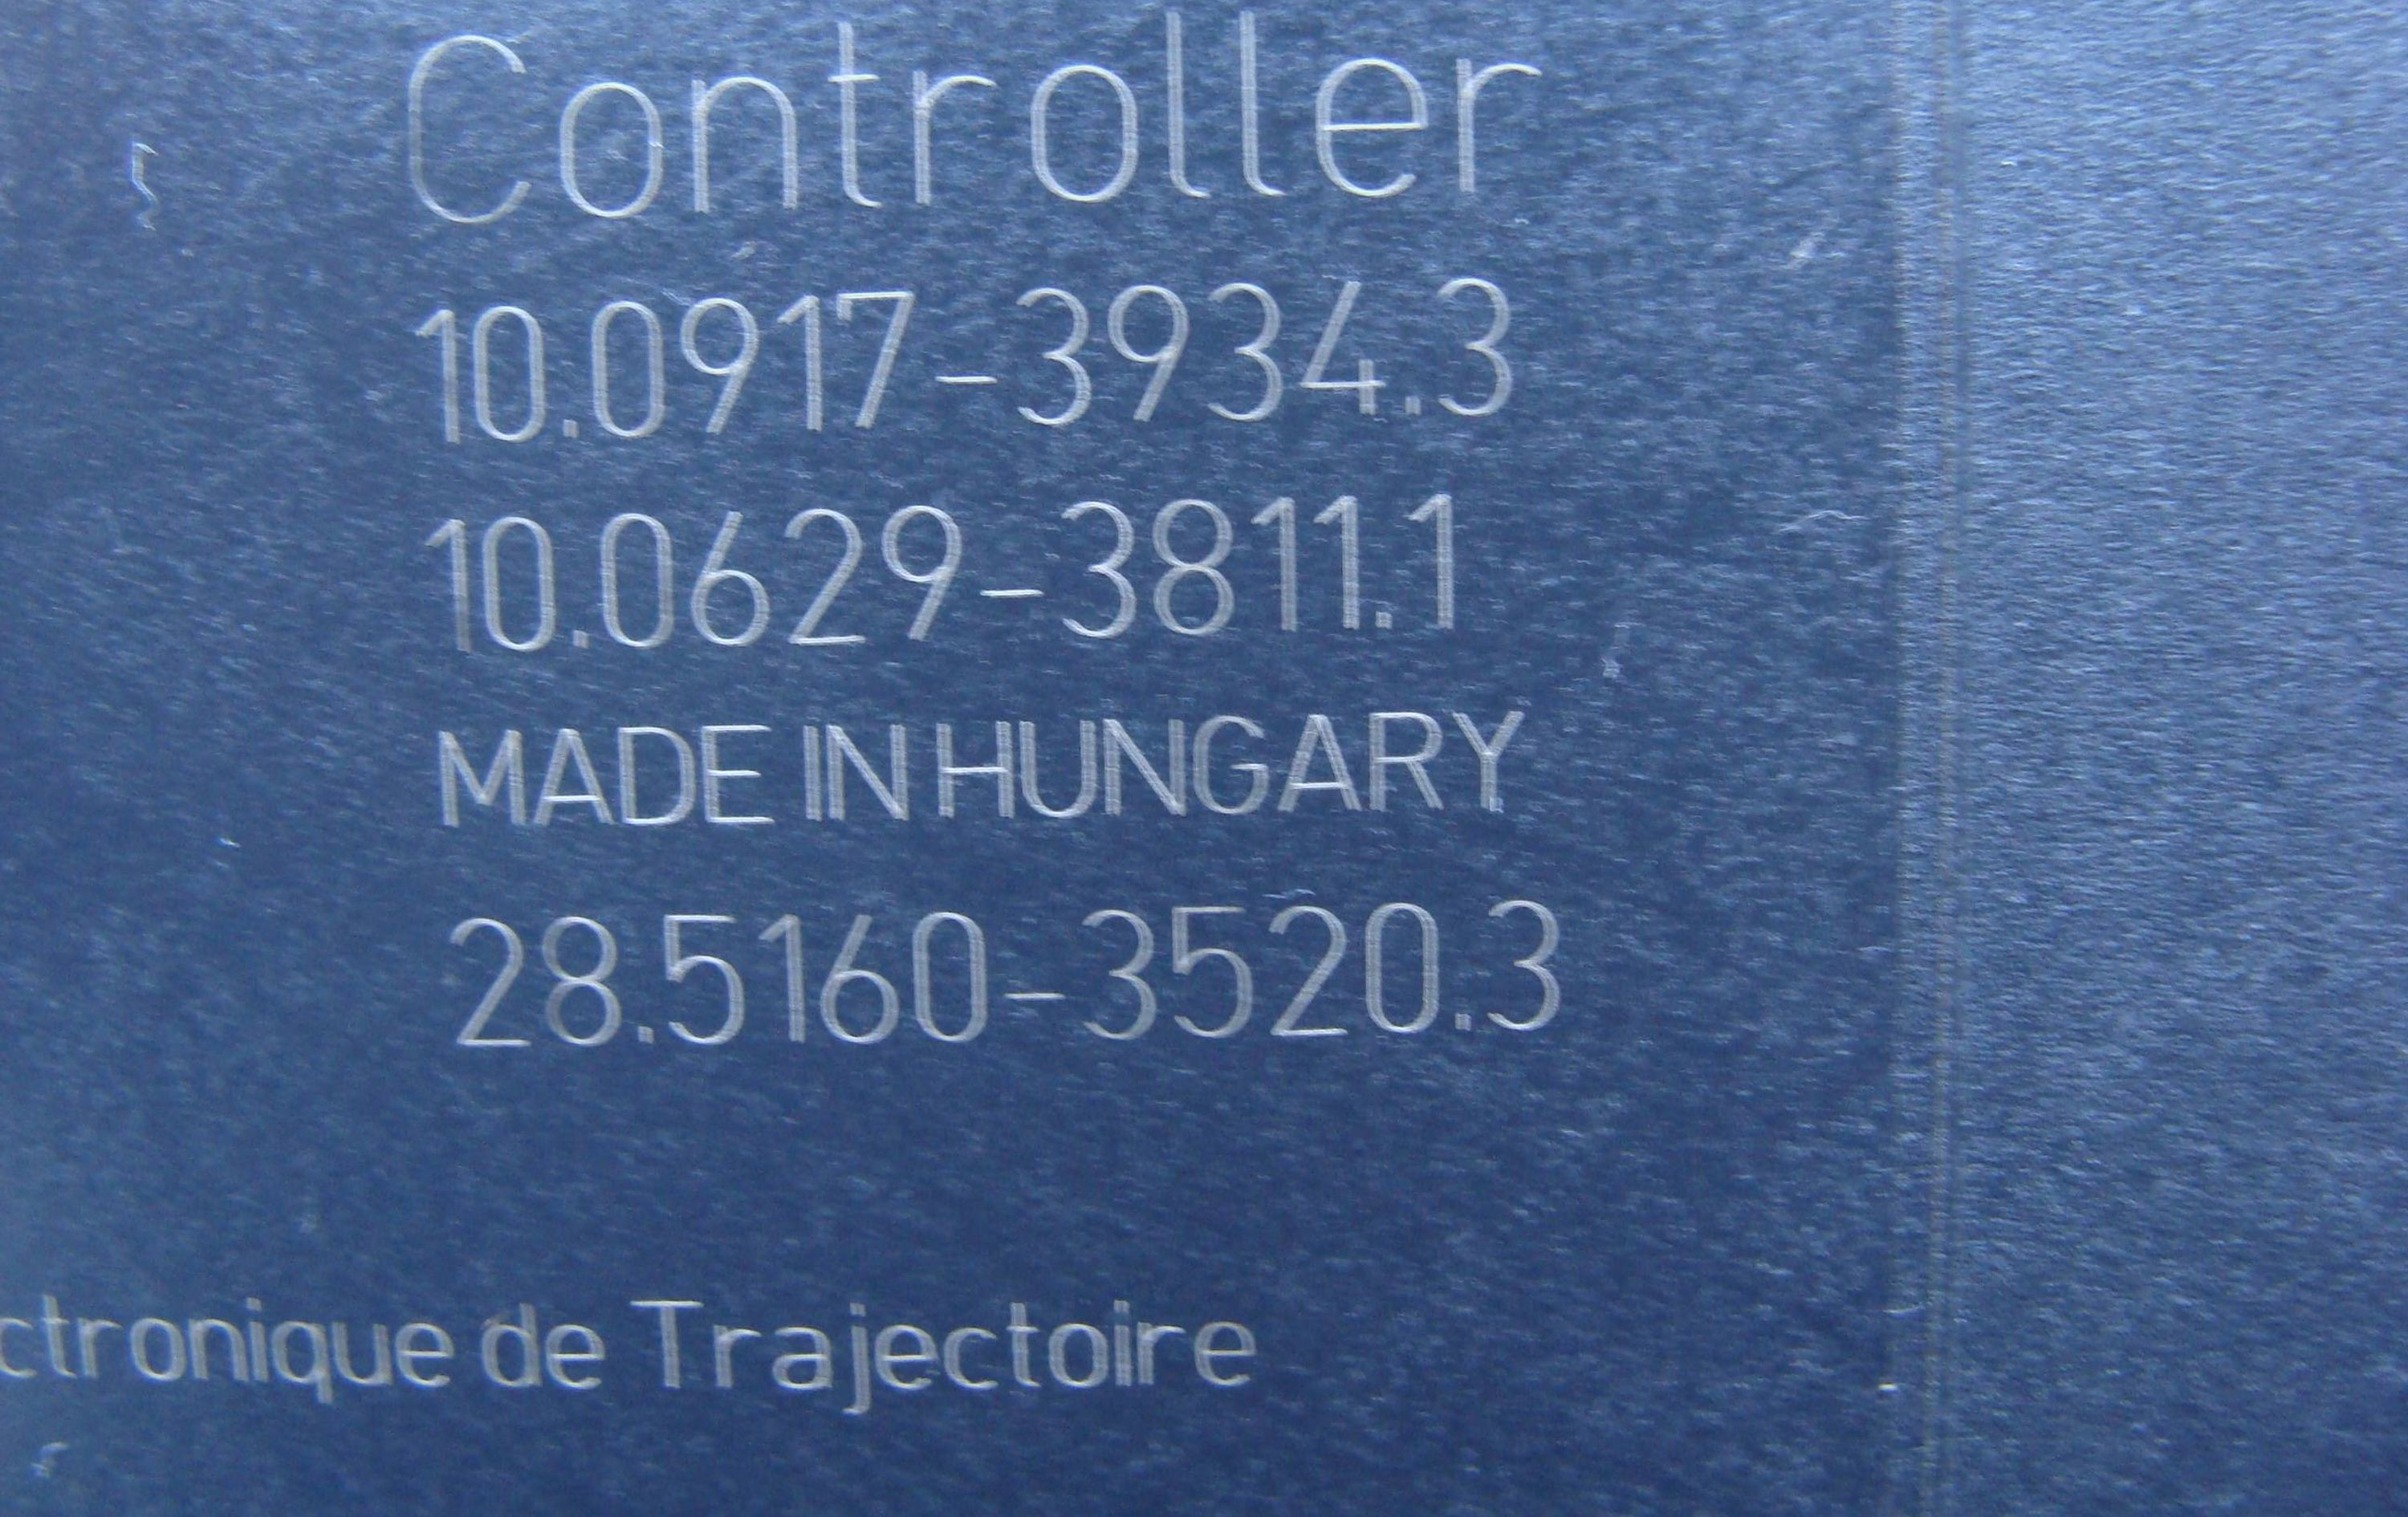 Controller
10.0917-3934.3
10.0629-3811.1
MADE IN HUNGARY
28.5160-3520.3
ctronique de Trajectoire